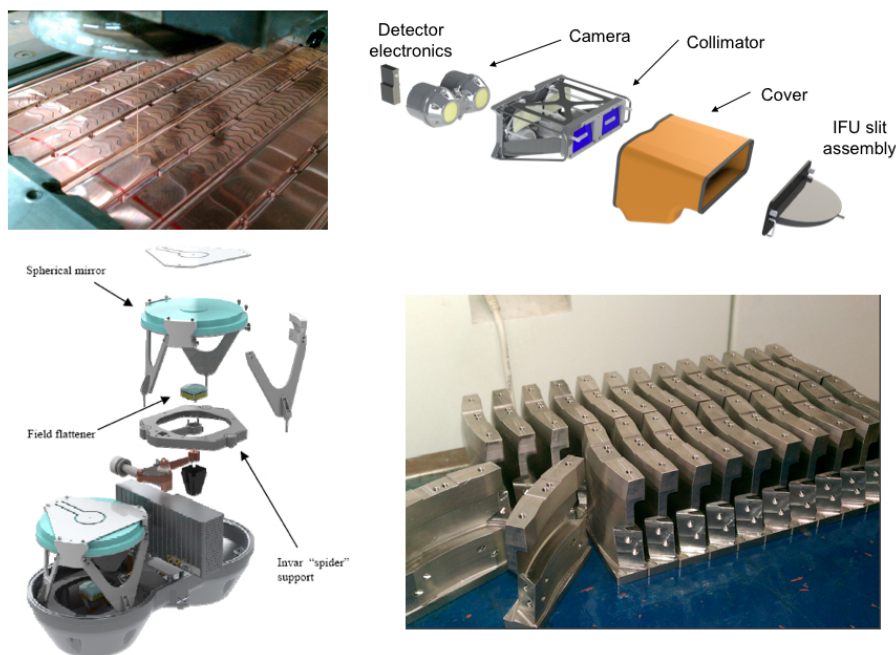 Detector
electronics
Camera
Collimator
Cover
IFU slit
assembly
Spherical mirror
Field flattener
Invar “spider”
support